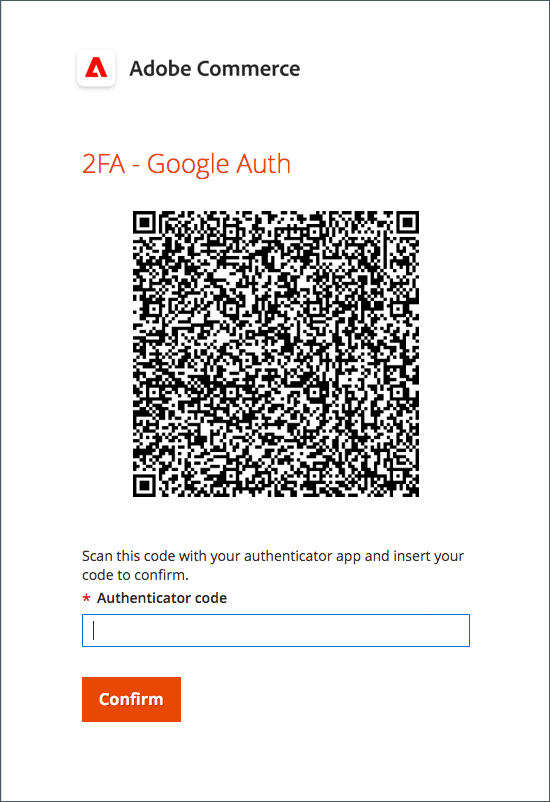 Adobe Commerce
2FA - Google Auth
Scan this code with your authenticator app and insert your
code to confirm.
* Authenticator code
Confirm